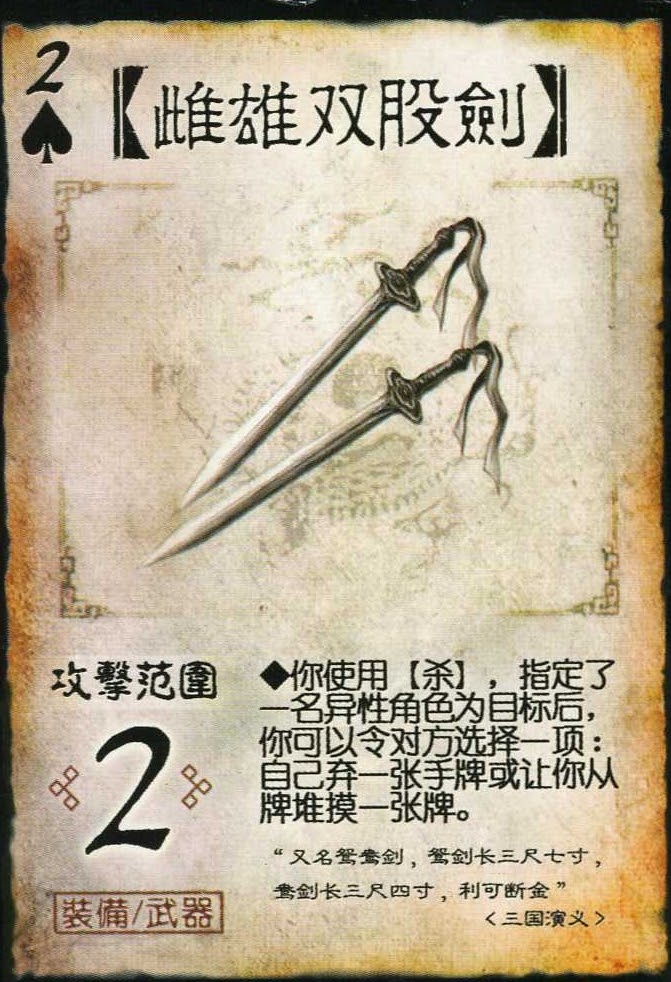 2
【雌雄双股劍】
攻擊范圍
2
裝備/武器
◆你使用【杀】，指定了
一名异性角色为目标后，
你可以令对方选择一项：
自己弃一张手牌或让你从
牌堆摸一张牌。
“又名鸳鸯剑，鸳剑长三尺七寸，
鸯剑长三尺四寸，利可断金”
<三国演义>